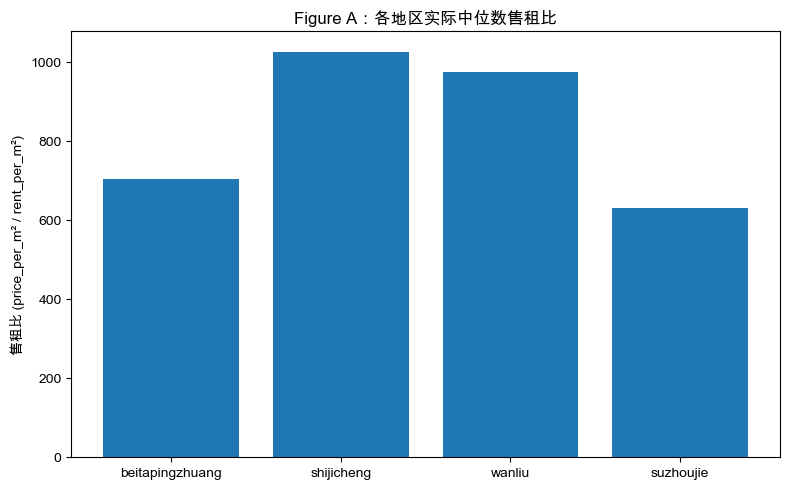 Figure A：各地区实际中位数售租比
售租比 (price_per_m² / rent_per_m²)
1000
800
600
400
200
0
beitapingzhuang
shijicheng
wanliu
suzhoujie